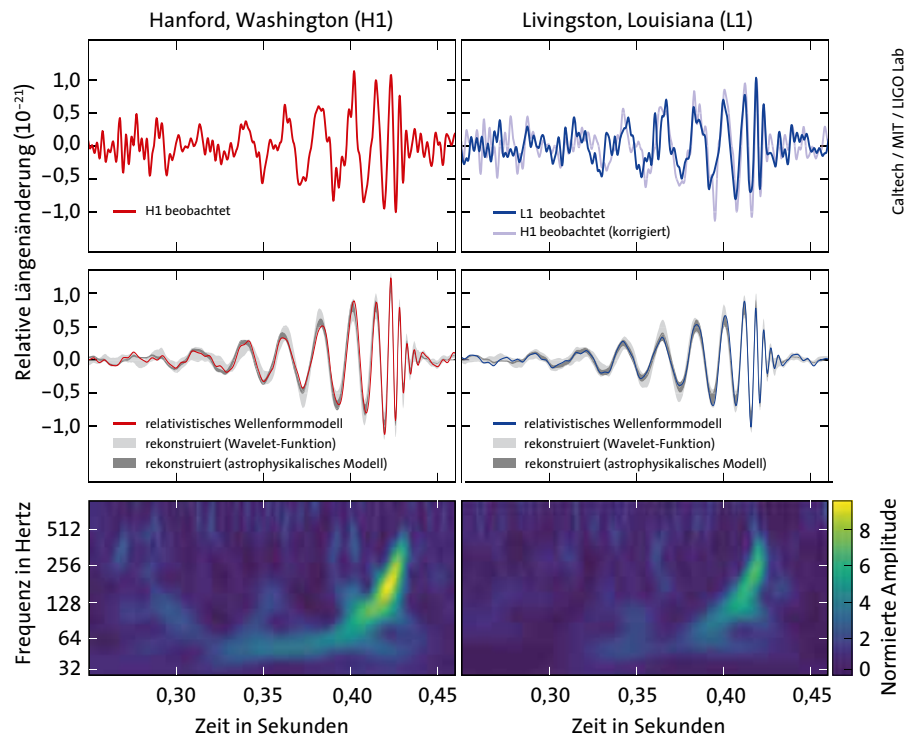 Hanford, Washington (H1)
Livingston, Louisiana (L1)
Caltech / MIT / LIGO Lab
Relative Längenänderung (10⁻²¹)
1,0
0,5
0,0
−0,5
−1,0
H1 beobachtet
L1 beobachtet
H1 beobachtet (korrigiert)
1,0
0,5
0,0
−0,5
−1,0
relativistisches Wellenformmodell
rekonstruiert (Wavelet-Funktion)
rekonstruiert (astrophysikalisches Modell)
relativistisches Wellenformmodell
rekonstruiert (Wavelet-Funktion)
rekonstruiert (astrophysikalisches Modell)
Frequenz in Hertz
512
256
128
64
32
8
6
4
2
0
Normierte Amplitude
0,30 0,35 0,40 0,45
0,30 0,35 0,40 0,45
Zeit in Sekunden
Zeit in Sekunden